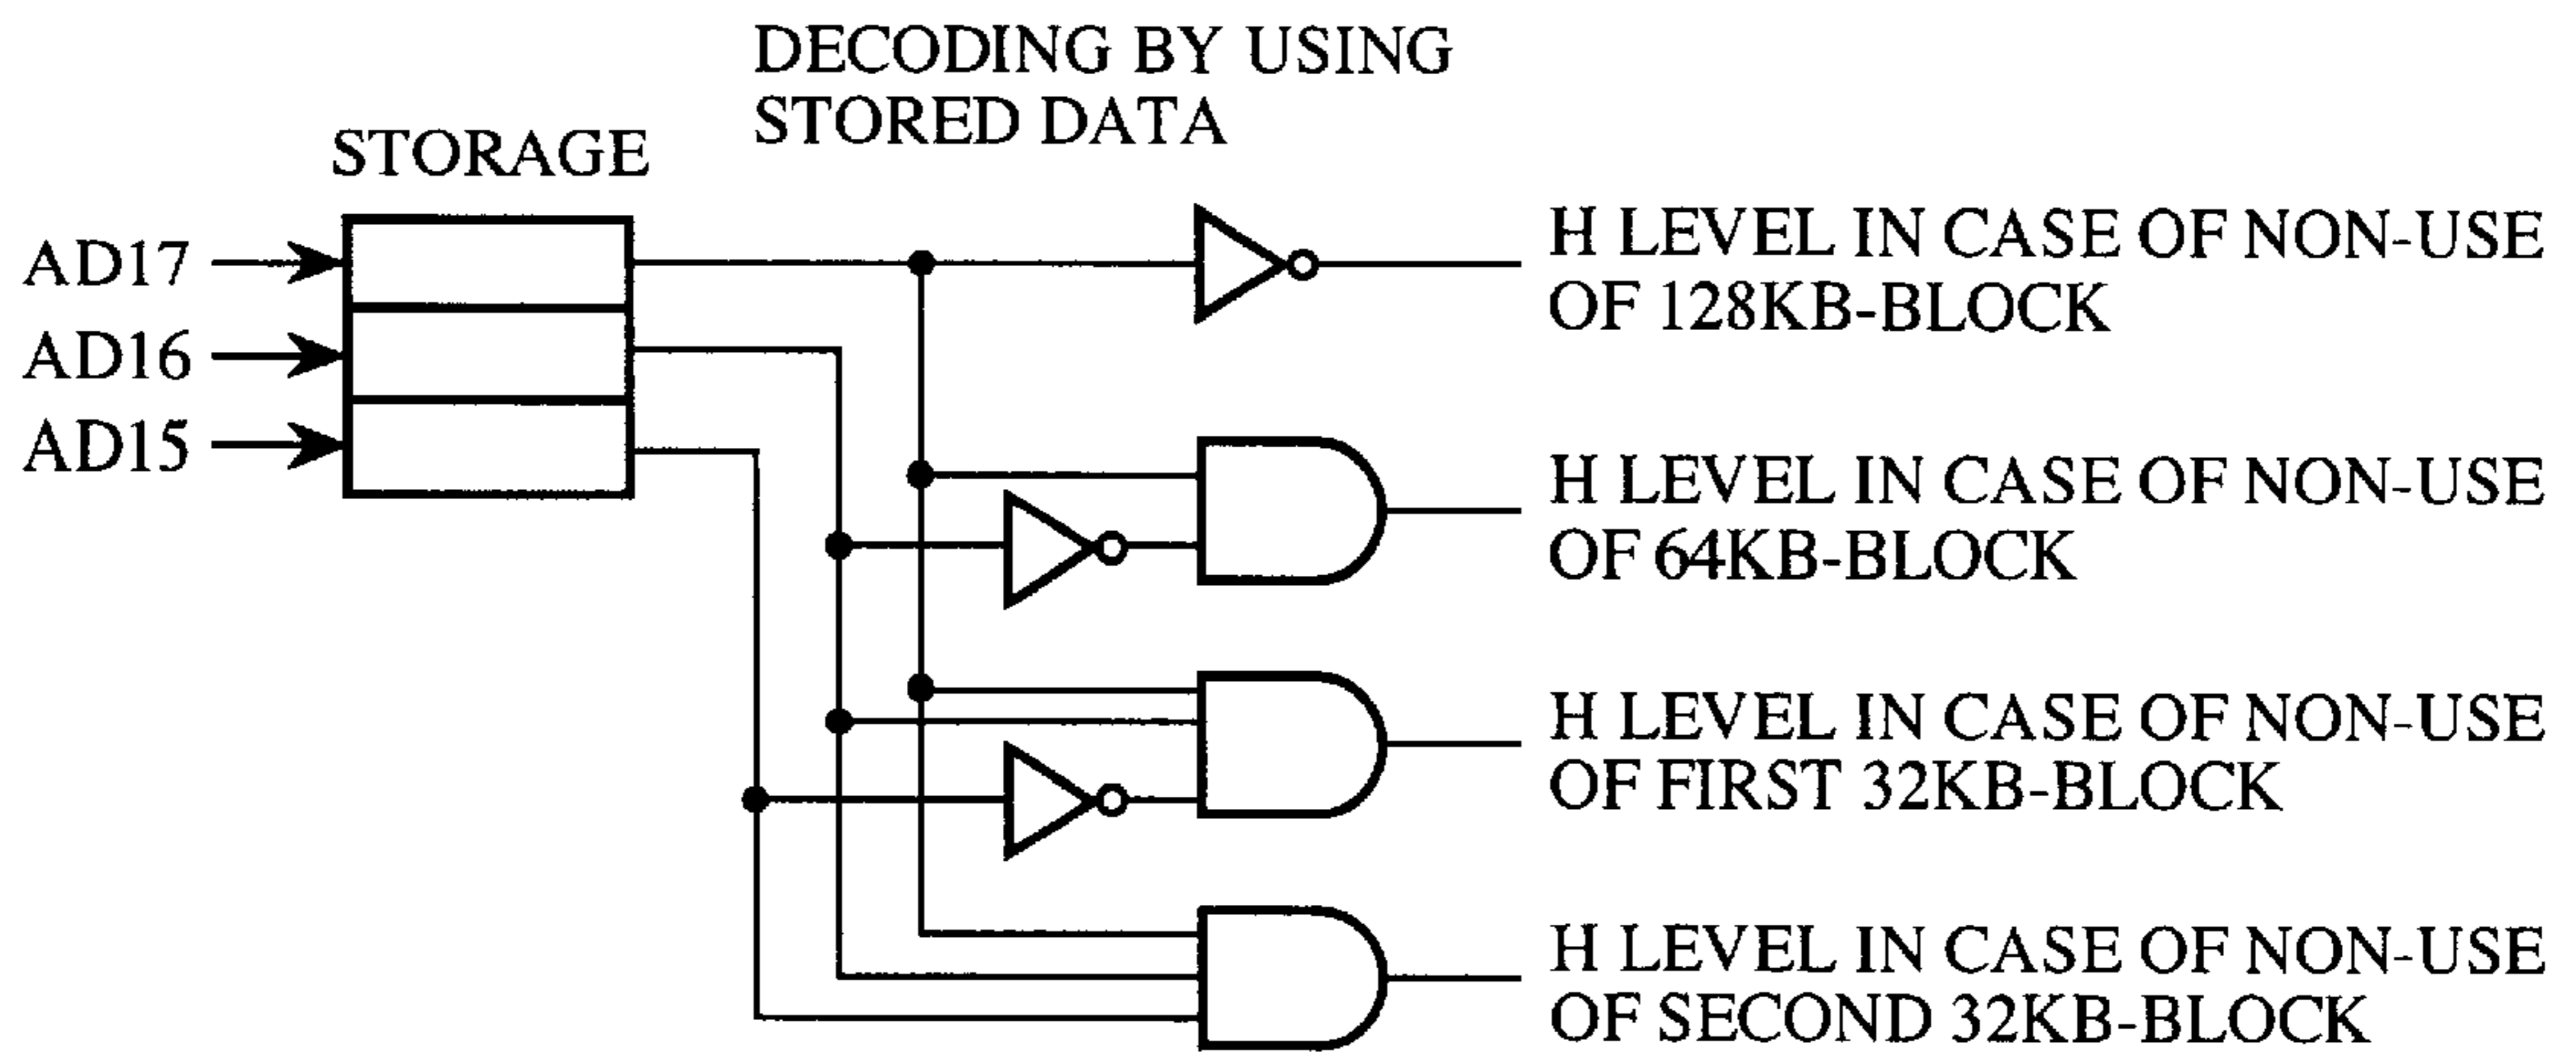 DECODING BY USING
STORED DATA
STORAGE
AD17
AD16
AD15
H LEVEL IN CASE OF NON-USE
OF 128KB-BLOCK
H LEVEL IN CASE OF NON-USE
OF 64KB-BLOCK
H LEVEL IN CASE OF NON-USE
OF FIRST 32KB-BLOCK
H LEVEL IN CASE OF NON-USE
OF SECOND 32KB-BLOCK